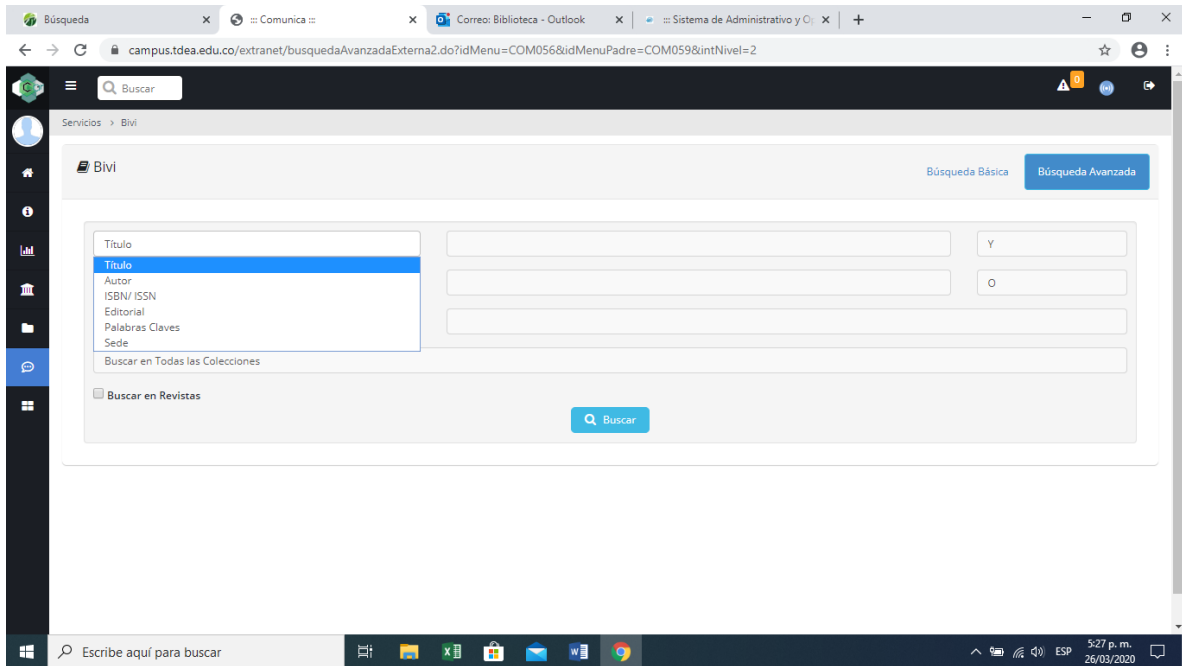 Búsqueda
::: Comunica :::
Correo: Biblioteca - Outlook
::: Sistema de Administrativo y O
campus.tdea.edu.co/extranet/busquedaAvanzadaExterna2.do?idMenu=COM056&idMenuPadre=COM059&intNivel=2
Buscar
0
Servicios > Bivi
Bivi
Búsqueda Básica
Búsqueda Avanzada
Título
Y
Título
Autor
O
ISBN/ ISSN
Editorial
Palabras Claves
Sede
Buscar en Todas las Colecciones
Buscar en Revistas
Buscar
Escribe aquí para buscar
ESP
5:27 p. m.
26/03/2020